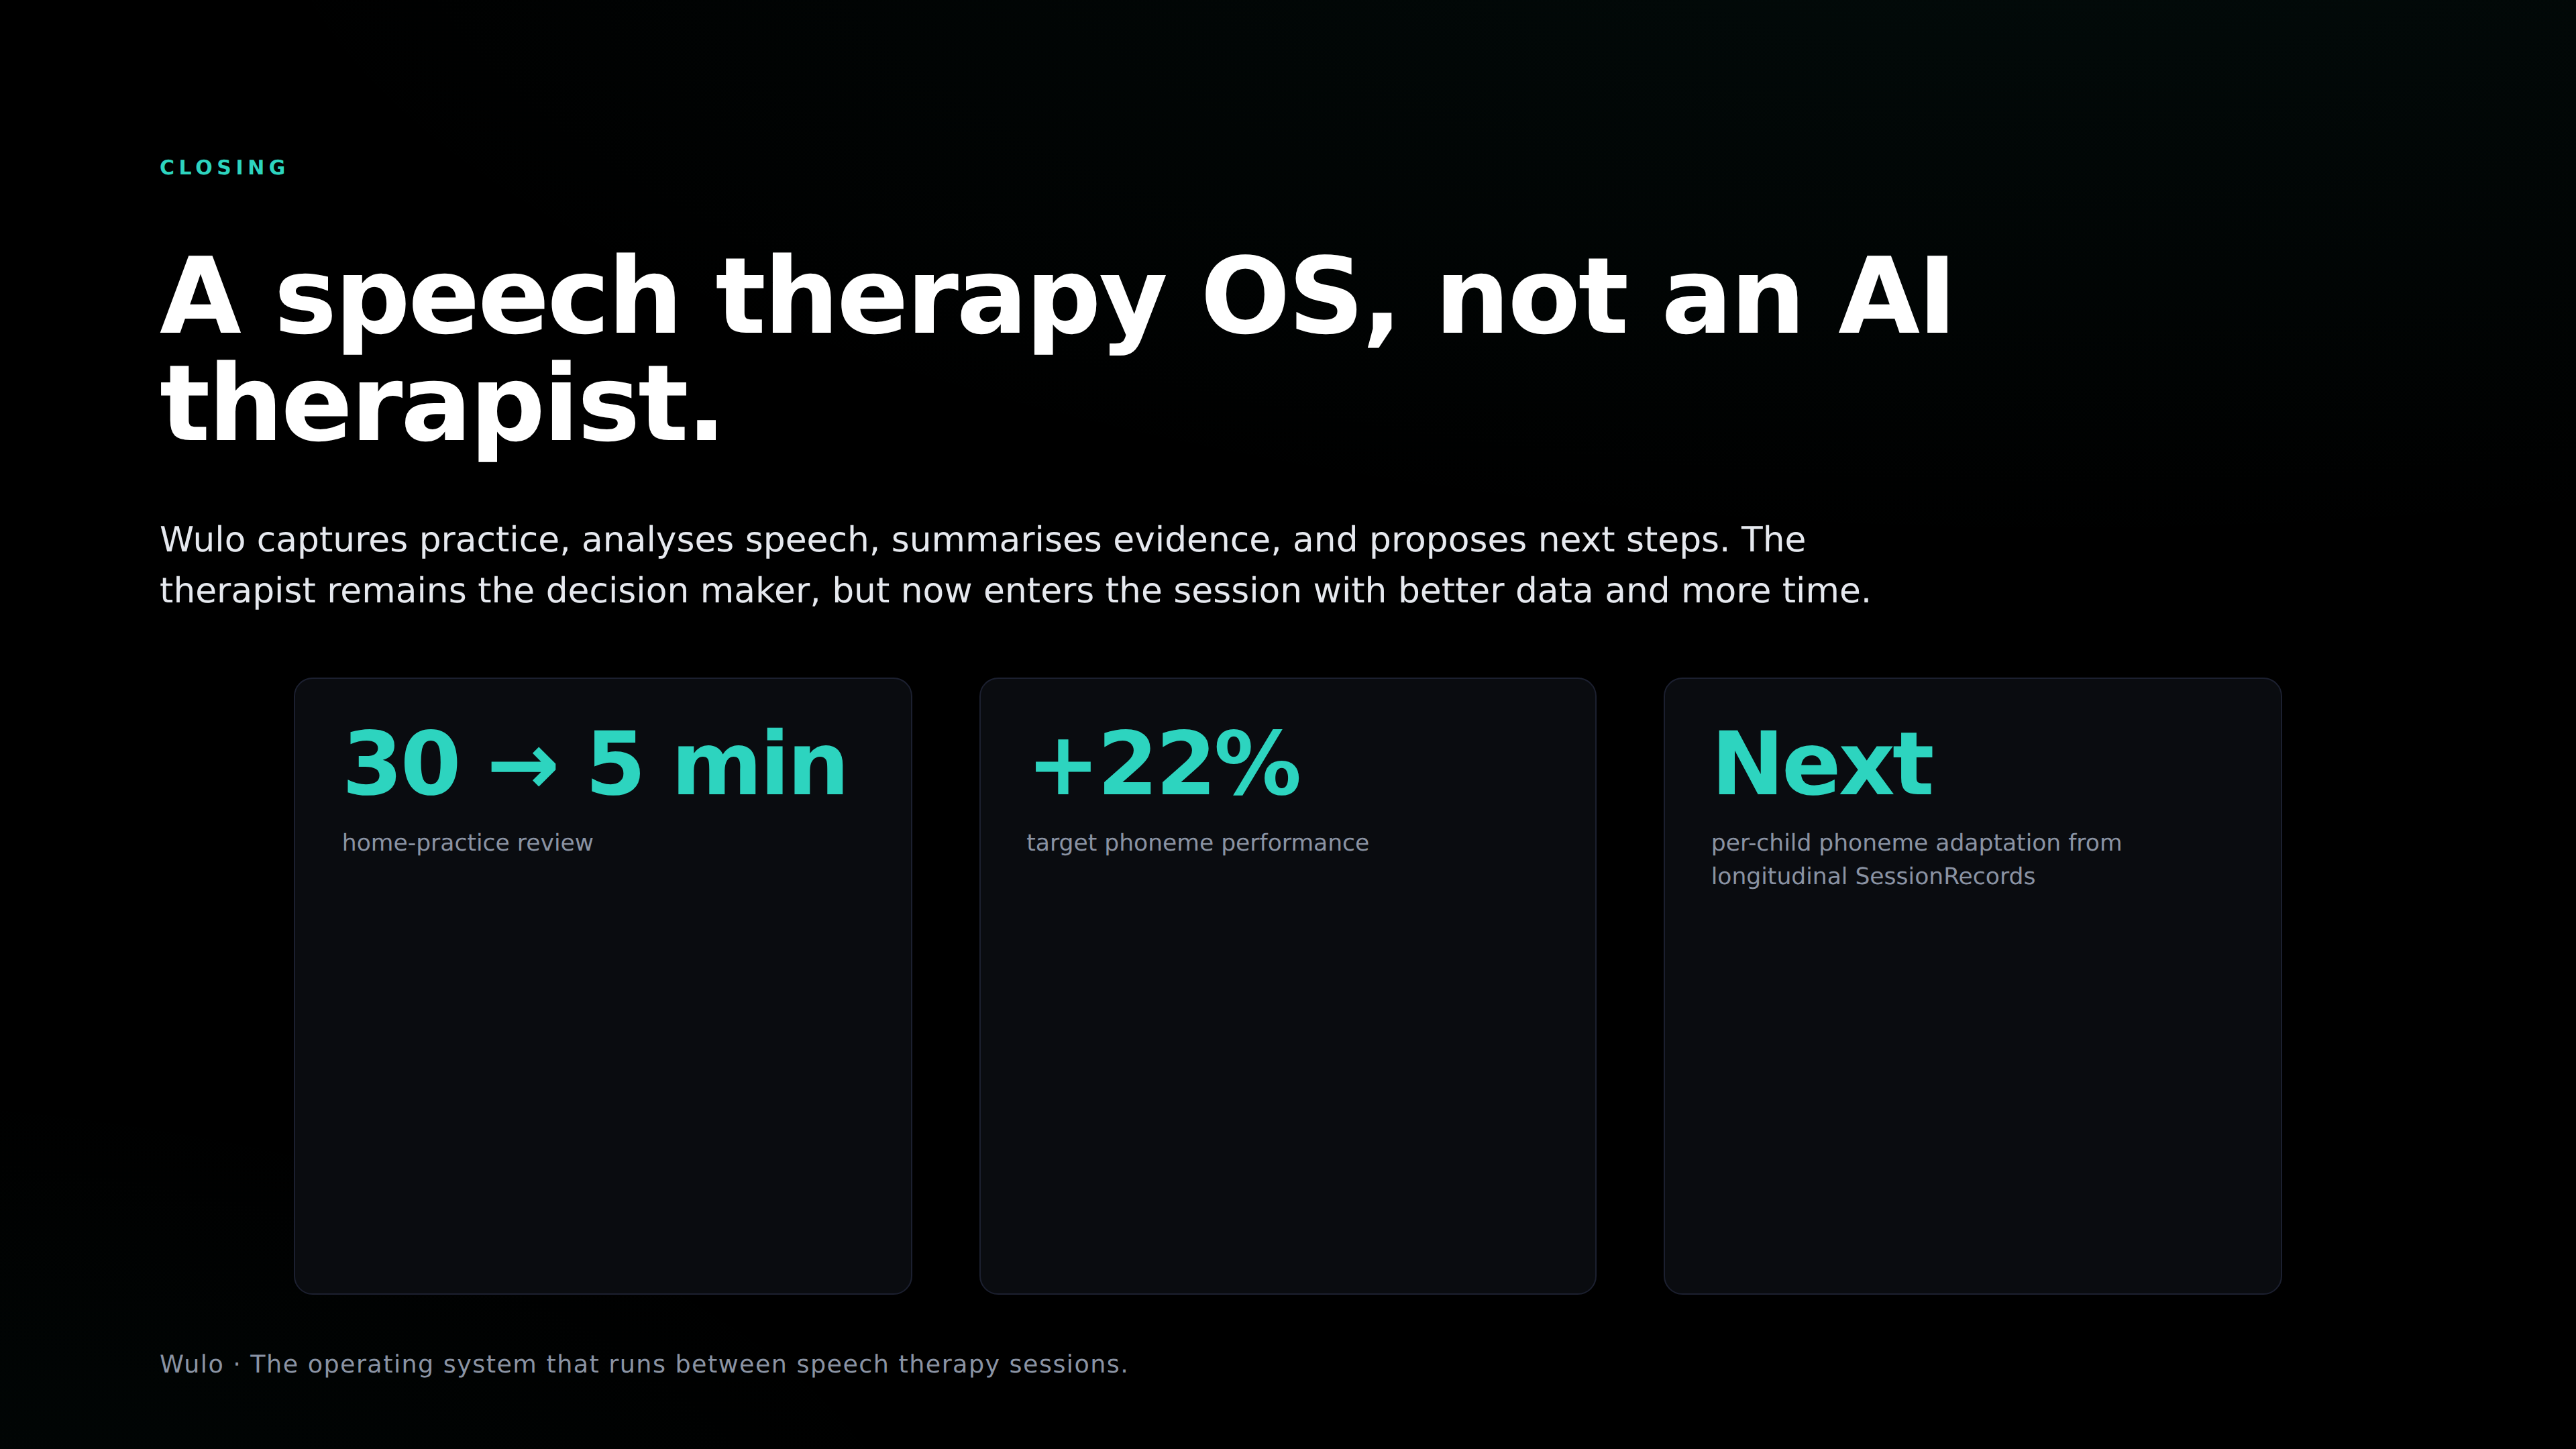 CLOSING
A speech therapy OS, not an AI
therapist.
Wulo captures practice, analyses speech, summarises evidence, and proposes next steps. The
therapist remains the decision maker, but now enters the session with better data and more time.
30 → 5 min
home-practice review
+22%
target phoneme performance
Next
per-child phoneme adaptation from
longitudinal SessionRecords
Wulo · The operating system that runs between speech therapy sessions.